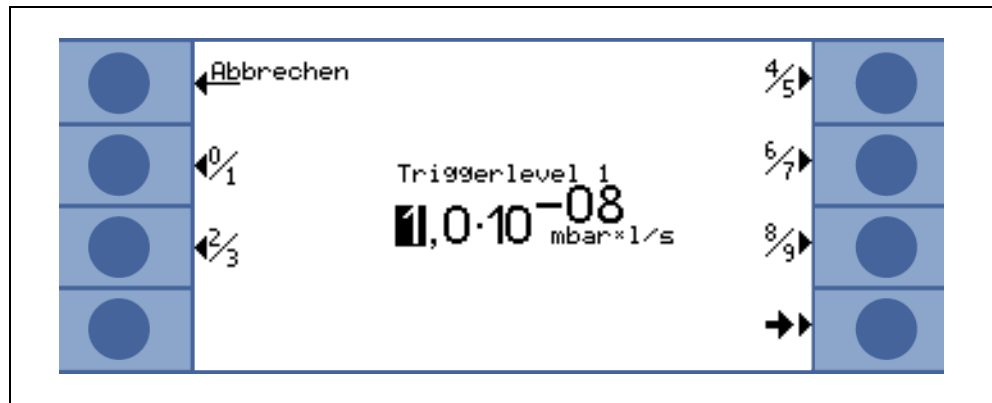 Abbrechen
4/5
0/1
6/7
Triggerlevel 1
1,0·10⁻⁰⁸ mbar×l/s
2/3
8/9